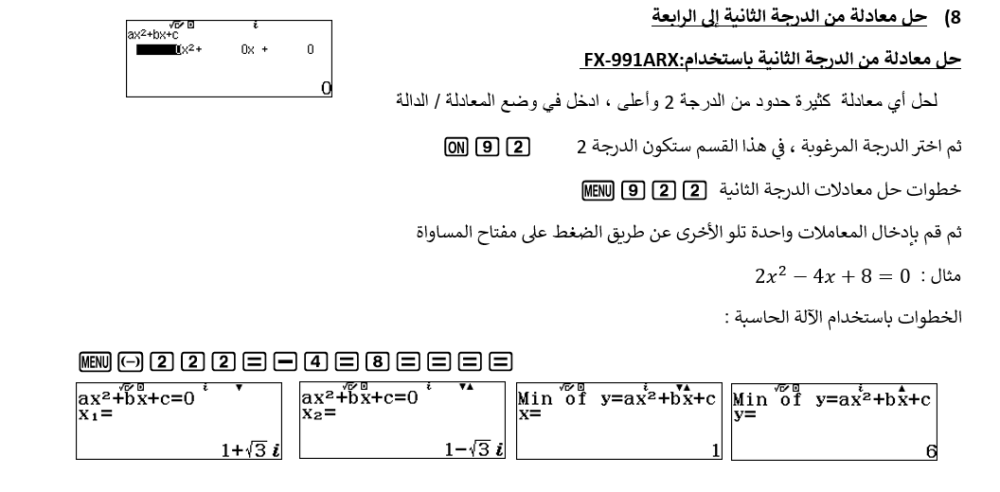 8) حل معادلة من الدرجة الثانية إلى الرابعة
ax²+bx+c
0x²+ 0x + 0
0
حل معادلة من الدرجة الثانية باستخدام:FX-991ARX
لحل أي معادلة كثيرة حدود من الدرجة 2 وأعلى ، ادخل في وضع المعادلة / الدالة
ثم اختر الدرجة المرغوبة ، في هذا القسم ستكون الدرجة 2 ON 9 2
خطوات حل معادلات الدرجة الثانية MENU 9 2 2
ثم قم بإدخال المعاملات واحدة تلو الأخرى عن طريق الضغط على مفتاح المساواة
مثال : 2x² − 4x + 8 = 0
الخطوات باستخدام الآلة الحاسبة :
MENU (−) 2 2 2 = − 4 = 8 = = = =
ax²+bx+c=0
x₁=
1+√3 i
ax²+bx+c=0
x₂=
1−√3 i
Min of y=ax²+bx+c
x=
1
Min of y=ax²+bx+c
y=
6